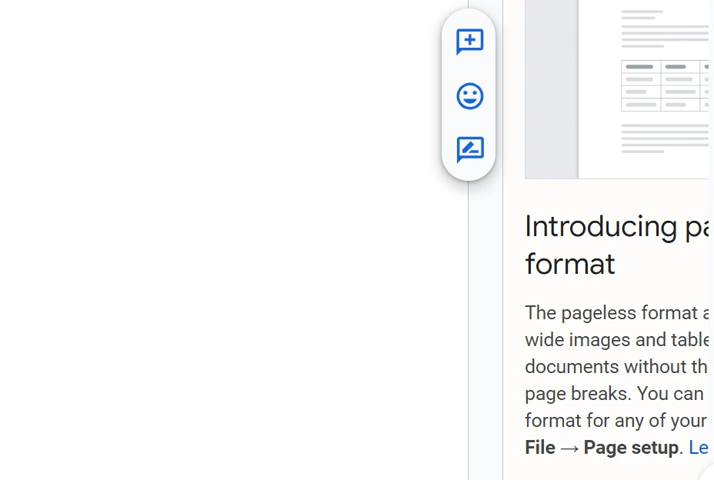 Introducing pa
format
The pageless format a
wide images and table
documents without th
page breaks. You can
format for any of your
File → Page setup. Le